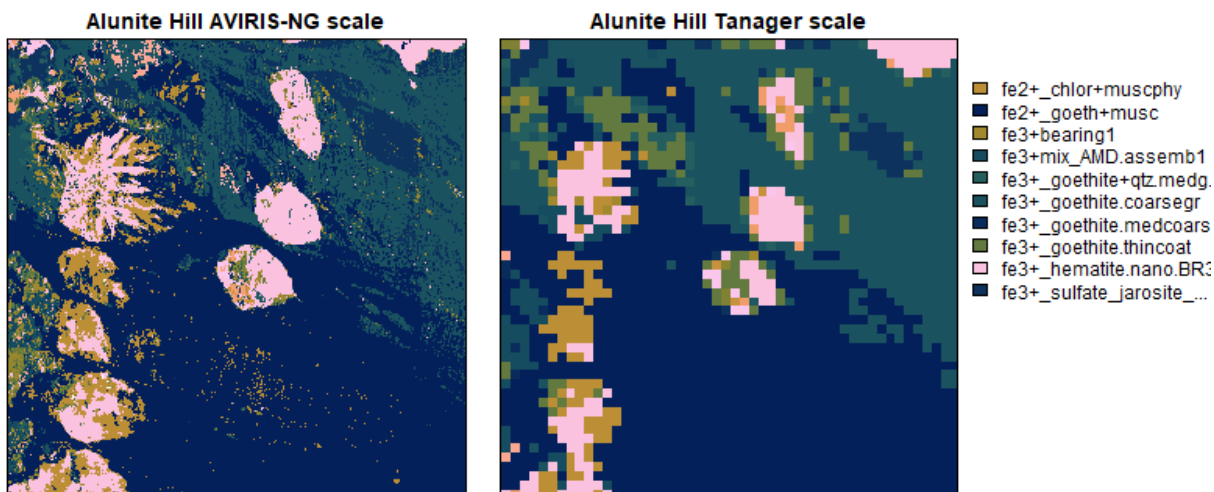 Alunite Hill AVIRIS-NG scale
Alunite Hill Tanager scale
fe2+_chlor+muscphy
fe2+_goeth+musc
fe3+bearing1
fe3+mix_AMD.assemb1
fe3+_goethite+qtz.medg.
fe3+_goethite.coarsegr
fe3+_goethite.medcoars
fe3+_goethite.thincoat
fe3+_hematite.nano.BR3
fe3+_sulfate_jarosite_...